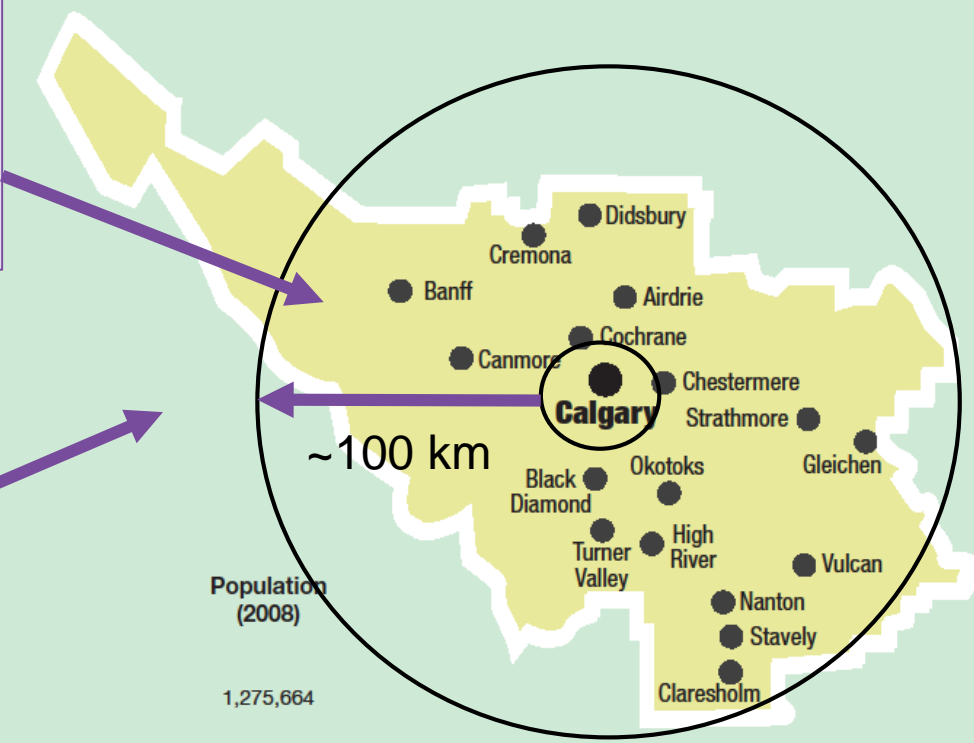 Didsbury
Cremona
Banff
Airdrie
Cochrane
Canmore
Chestermere
Calgary
Strathmore
~100 km
Gleichen
Okotoks
Black
Diamond
High
River
Turner
Valley
Vulcan
Population
(2008)
Nanton
Stavely
Claresholm
1,275,664